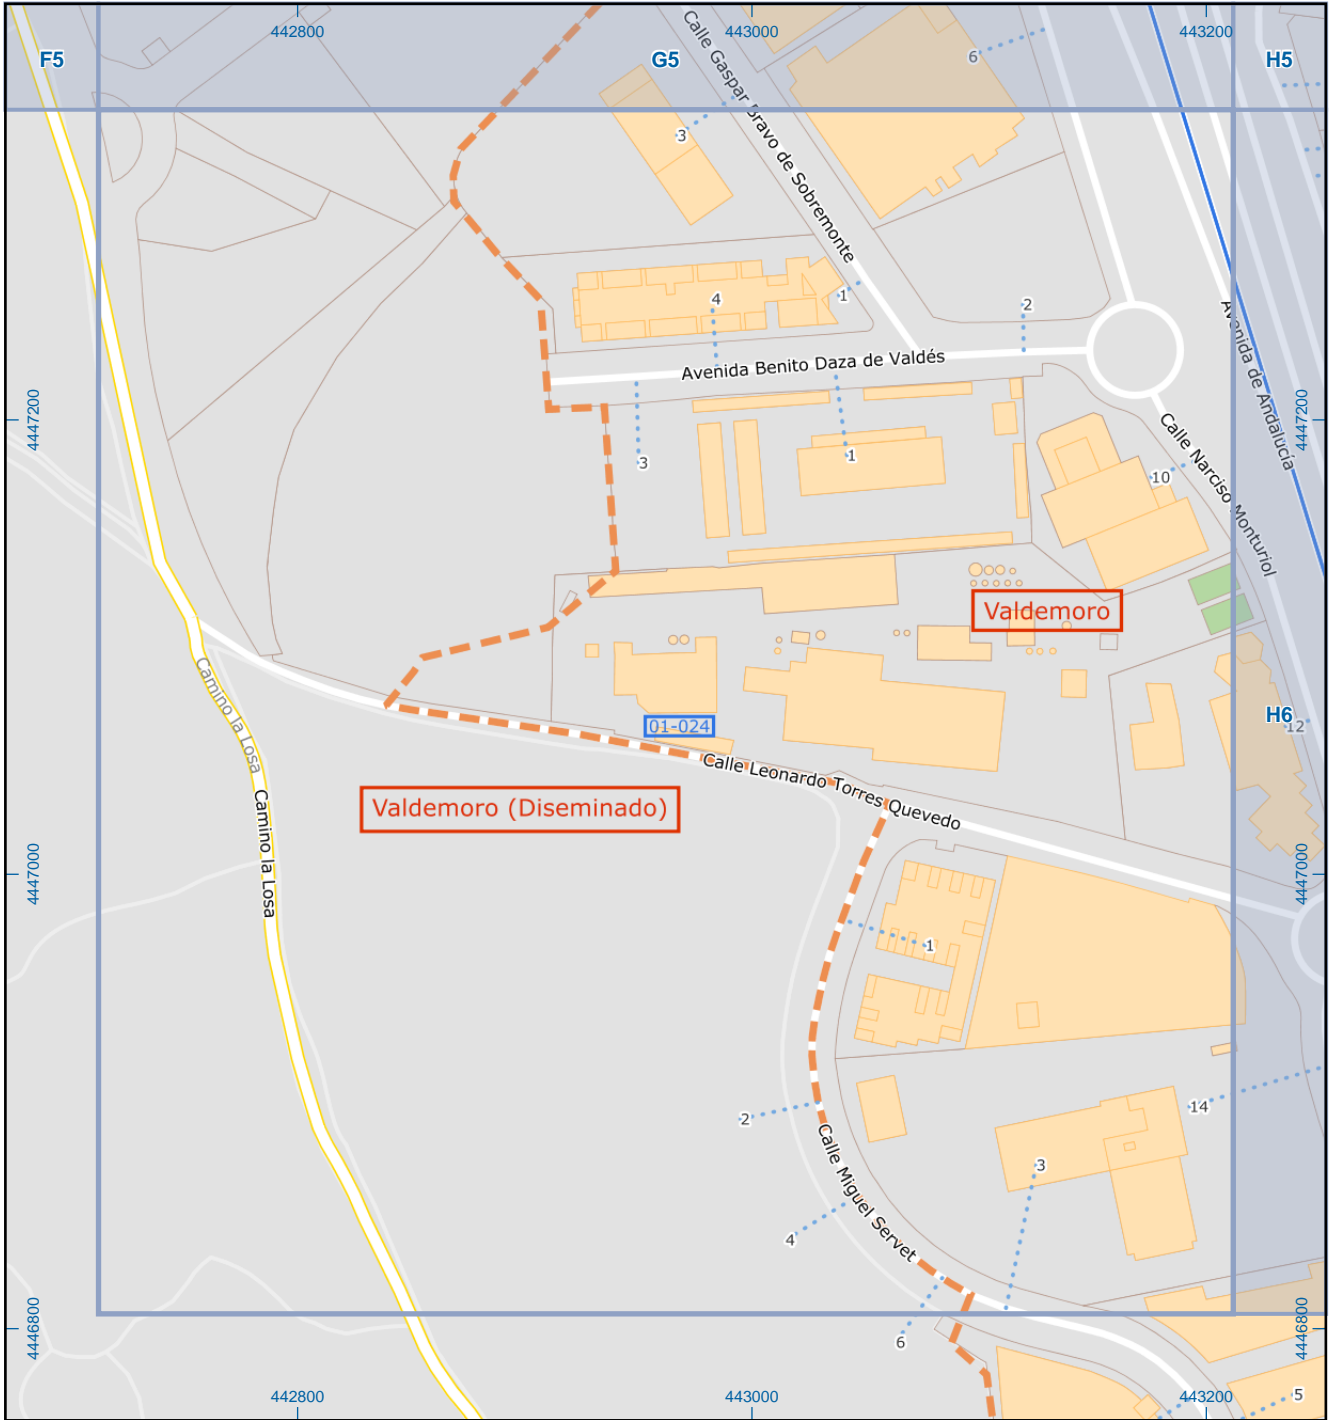 442800
443000
443200
F5
G5
H5
Calle Gaspar Bravo de Sobremonte
6
3
4
1
2
Avenida Benito Daza de Valdés
Avenida de Andalucía
4447200
4447200
3
1
10
Calle Narciso Monturiol
Valdemoro
Camino la Losa
01-024
H6
12
Calle Leonardo Torres Quevedo
Valdemoro (Diseminado)
Camino la Losa
4447000
4447000
1
2
14
3
Calle Miguel Servet
4
4446800
4446800
6
442800
443000
443200
5